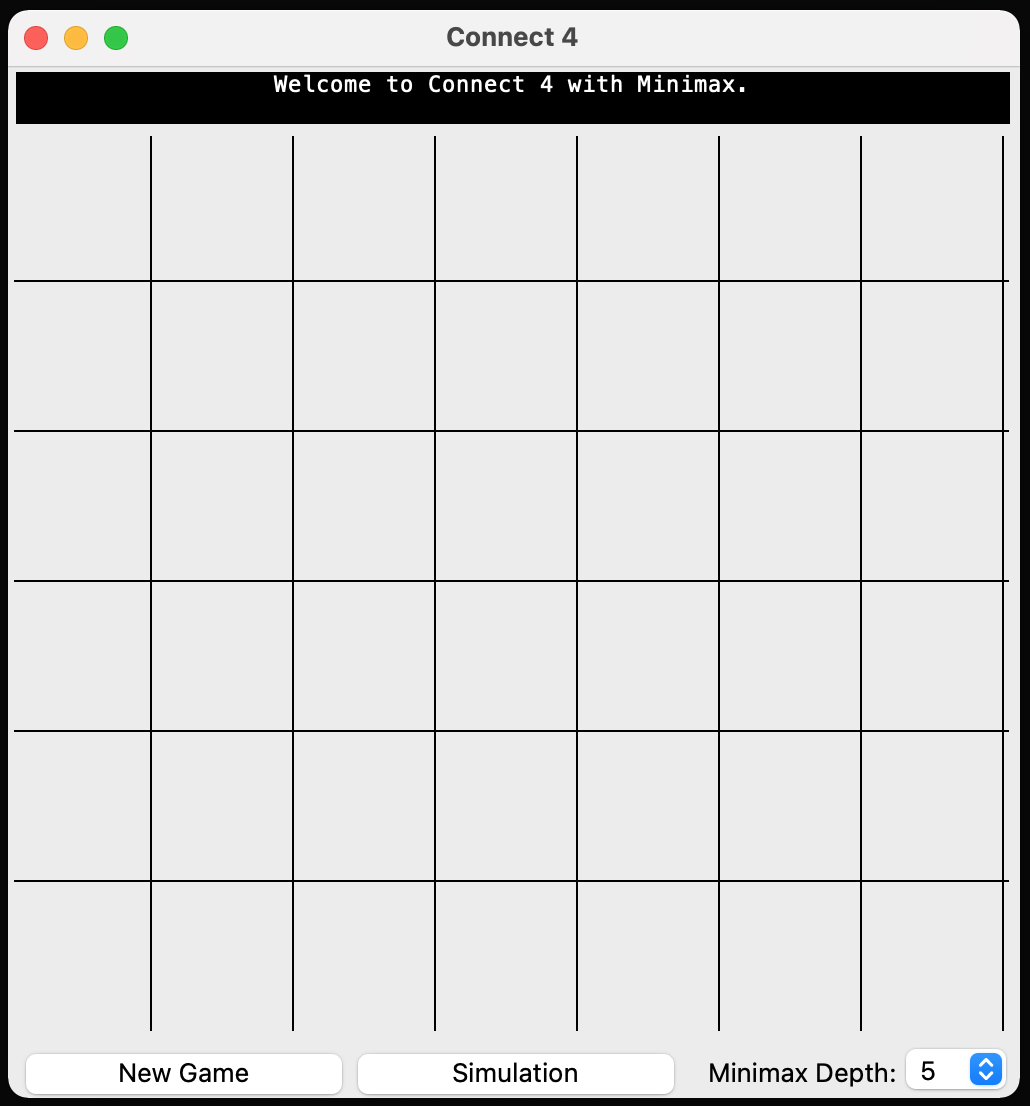 Connect 4
Welcome to Connect 4 with Minimax.
New Game
Simulation
Minimax Depth: 5